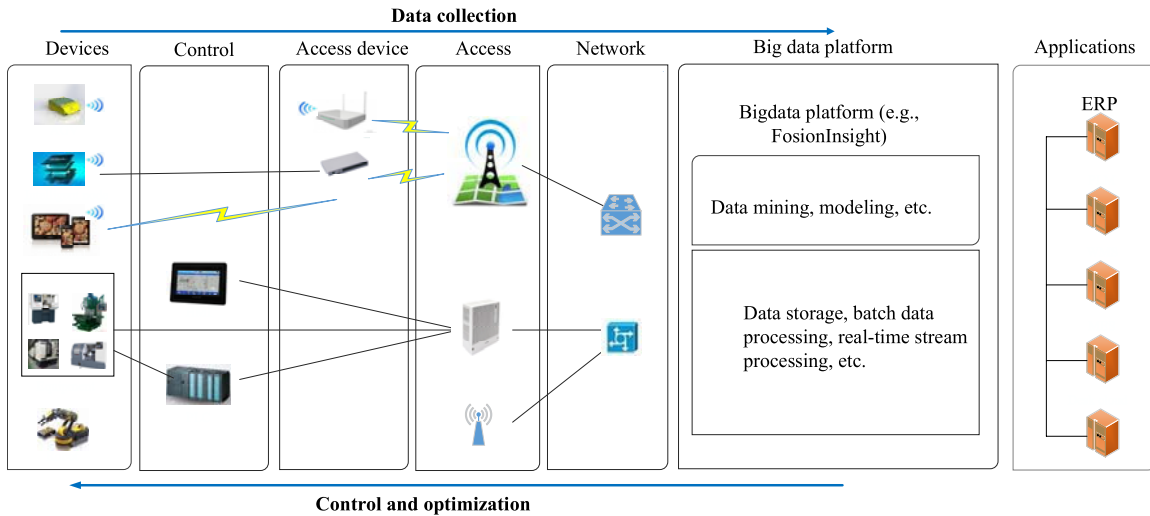 Data collection
Devices
Control
Access device
Access
Network
Big data platform
Applications
Bigdata platform (e.g.,
FosionInsight)
Data mining, modeling, etc.
Data storage, batch data
processing, real-time stream
processing, etc.
ERP
Control and optimization